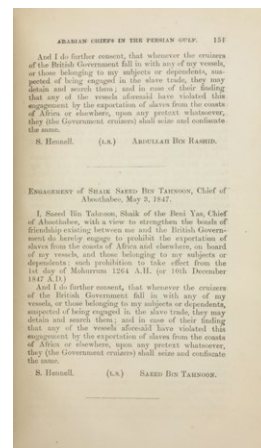 ARABIAN CHIEFS IN THE PERSIAN GULF. 151
And I do further consent, that whenever the cruizers
of the British Government fall in with any of my vessels,
or those belonging to my subjects or dependents, sus-
pected of being engaged in the slave trade, they may
detain and search them; and in case of their finding
that any of the vessels aforesaid have violated this
engagement by the exportation of slaves from the coasts
of Africa or elsewhere, upon any pretext whatsoever,
they (the Government cruizers) shall seize and confiscate
the same.
S. Hennell. (L.S.) ABDULLAH BIN RASHID.
ENGAGEMENT OF SHAIK SAEED BIN TAHNOON, Chief of
Aboothabee, May 3, 1847.
I, Saeed Bin Tahnoon, Shaik of the Beni Yas, Chief
of Aboothabee, with a view to strengthen the bonds of
friendship existing between me and the British Govern-
ment do hereby engage to prohibit the exportation of
slaves from the coasts of Africa and elsewhere, on board
of my vessels, and those belonging to my subjects or
dependents; such prohibition to take effect from the
1st day of Mohurrum 1264 A.H. (or 10th December
1847 A.D.)
And I do further consent, that whenever the cruizers
of the British Government fall in with any of my
vessels, or those belonging to my subjects or dependents,
suspected of being engaged in the slave trade, they may
detain and search them; and in case of their finding
that any of the vessels aforesaid have violated this
engagement by the exportation of slaves from the coasts
of Africa or elsewhere, upon any pretext whatsoever,
they (the Government cruizers) shall seize and confiscate
the same.
S. Hennell. (L.S.) SAEED BIN TAHNOON.